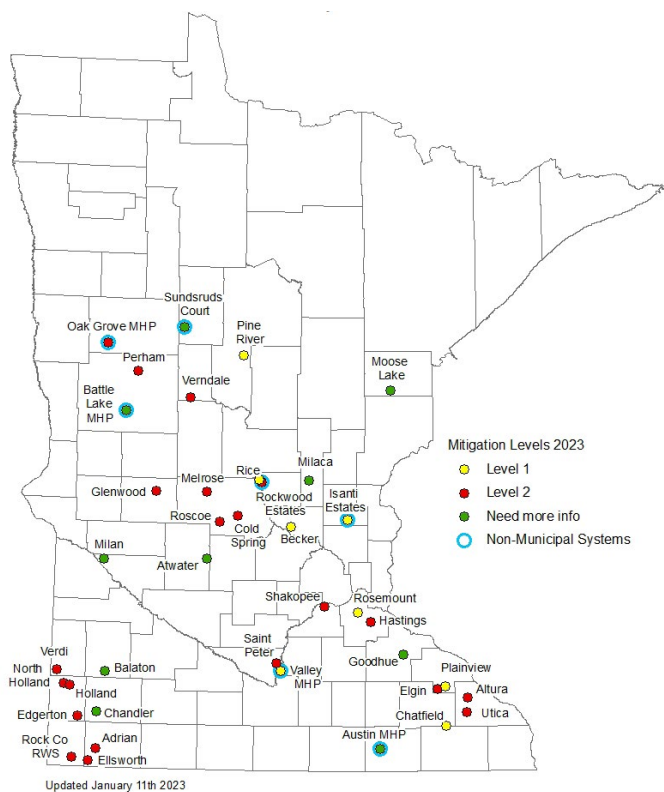 Sundsruds
Court
Oak Grove MHP
Pine
River
Perham
Moose
Lake
Battle
Lake
MHP
Verndale
Mitigation Levels 2023
Level 1
Level 2
Need more info
Non-Municipal Systems
Rice
Milaca
Melrose
Glenwood
Rockwood
Estates
Isanti
Estates
Roscoe
Cold
Spring
Becker
Milan
Atwater
Shakopee
Rosemount
Hastings
Saint
Peter
Valley
MHP
Goodhue
Plainview
Verdi
North
Holland
Holland
Balaton
Elgin
Altura
Edgerton
Chandler
Chatfield
Utica
Rock Co
RWS
Adrian
Ellsworth
Austin MHP
Updated January 11th 2023